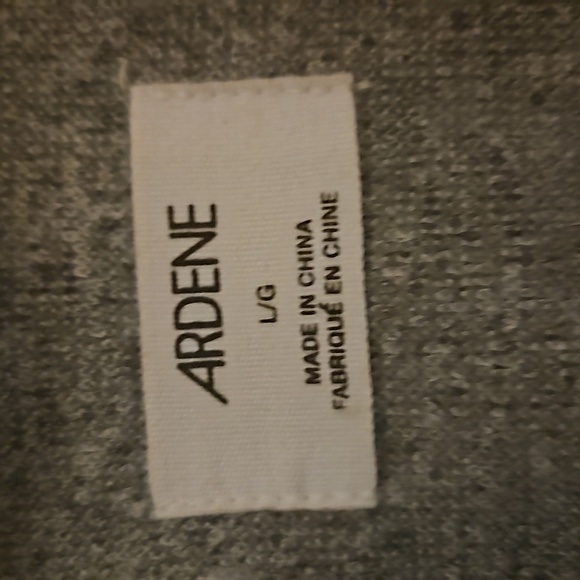 ARDENE
L/G
MADE IN CHINA
FABRIQUÉ EN CHINE